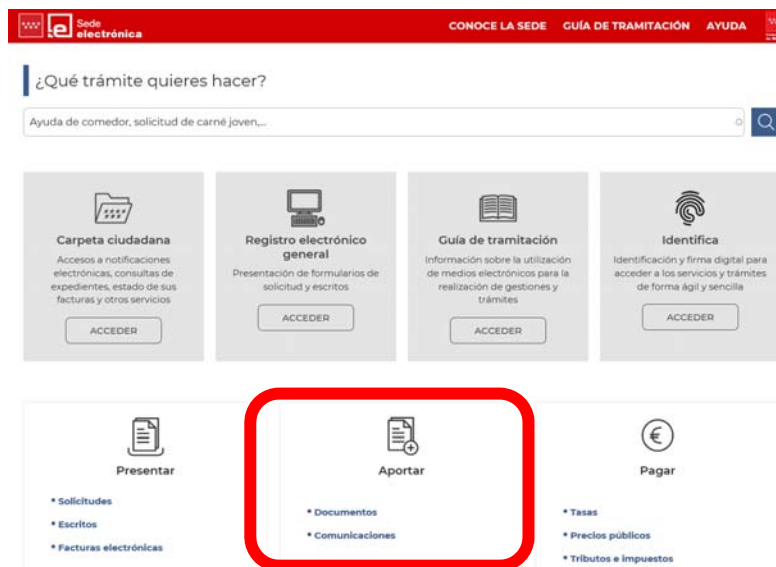 Sede
electrónica
CONOCE LA SEDE GUÍA DE TRAMITACIÓN AYUDA
¿Qué trámite quieres hacer?
Ayuda de comedor, solicitud de carné joven,...
Carpeta ciudadana
Accesos a notificaciones
electrónicas, consultas de
expedientes, estado de sus
facturas y otros servicios
ACCEDER
Registro electrónico
general
Presentación de formularios de
solicitud y escritos
ACCEDER
Guía de tramitación
Información sobre la utilización
de medios electrónicos para la
realización de gestiones y
trámites
ACCEDER
Identifica
Identificación y firma digital para
acceder a los servicios y trámites
de forma ágil y sencilla
ACCEDER
Presentar
• Solicitudes
• Escritos
• Facturas electrónicas
Aportar
• Documentos
• Comunicaciones
Pagar
• Tasas
• Precios públicos
• Tributos e impuestos